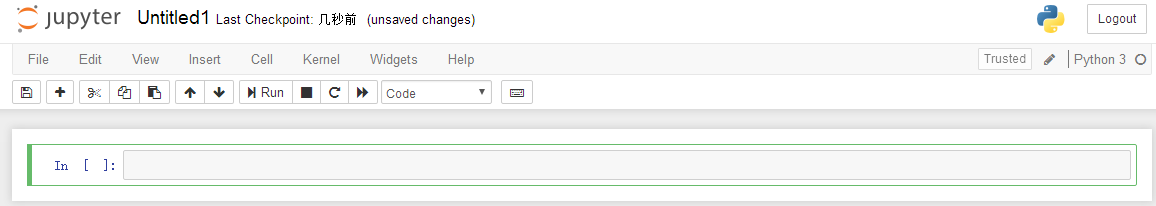 jupyter Untitled1 Last Checkpoint: 几秒前 (unsaved changes) Logout
File Edit View Insert Cell Kernel Widgets Help Trusted Python 3
Run Code
In [ ]: